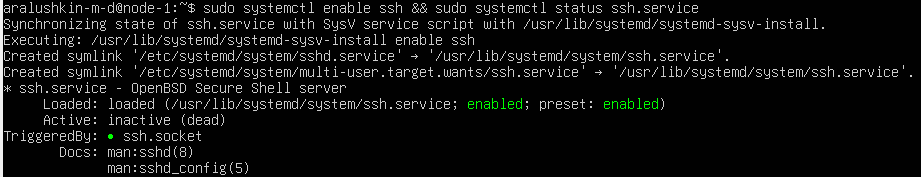 aralushkin-m-d@node-1:~$ sudo systemctl enable ssh && sudo systemctl status ssh.service
Synchronizing state of ssh.service with SysV service script with /usr/lib/systemd/systemd-sysv-install.
Executing: /usr/lib/systemd/systemd-sysv-install enable ssh
Created symlink '/etc/systemd/system/sshd.service' → '/usr/lib/systemd/system/ssh.service'.
Created symlink '/etc/systemd/system/multi-user.target.wants/ssh.service' → '/usr/lib/systemd/system/ssh.service'.
* ssh.service - OpenBSD Secure Shell server
     Loaded: loaded (/usr/lib/systemd/system/ssh.service; enabled; preset: enabled)
     Active: inactive (dead)
TriggeredBy: ● ssh.socket
       Docs: man:sshd(8)
             man:sshd_config(5)